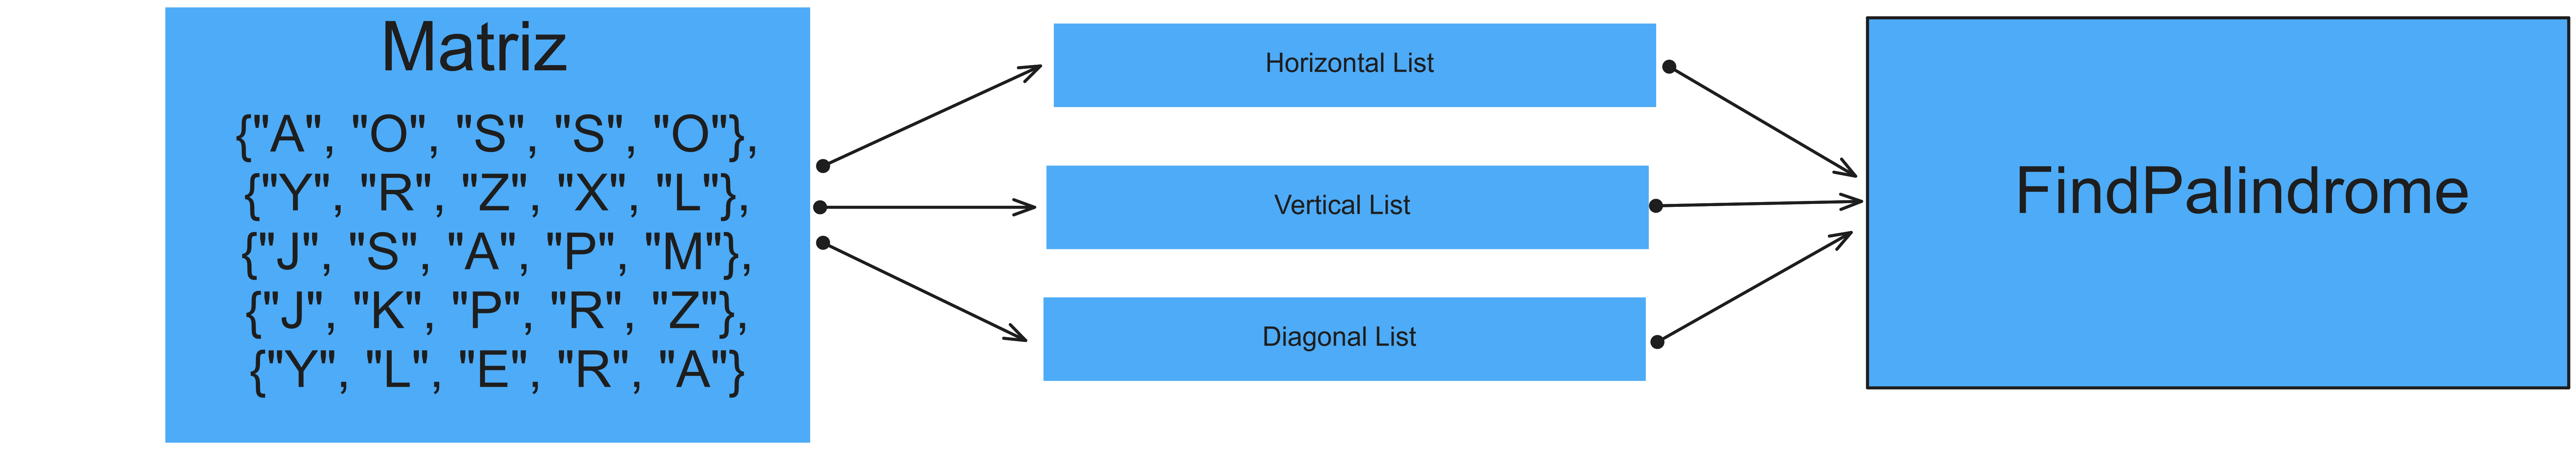 Matriz
{"A", "O", "S", "S", "O"},
{"Y", "R", "Z", "X", "L"},
{"J", "S", "A", "P", "M"},
{"J", "K", "P", "R", "Z"},
{"Y", "L", "E", "R", "A"}
Horizontal List
Vertical List
Diagonal List
FindPalindrome